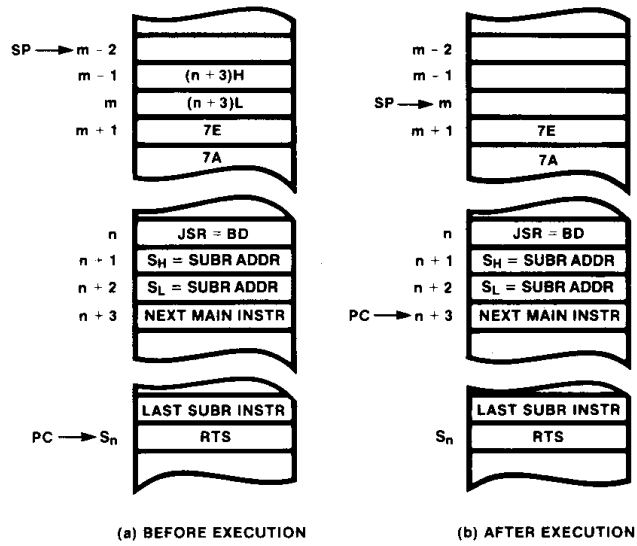 SP m - 2
m - 1 (n + 3)H
m (n + 3)L
m + 1 7E
7A
n JSR = BD
n + 1 SH = SUBR ADDR
n + 2 SL = SUBR ADDR
n + 3 NEXT MAIN INSTR
LAST SUBR INSTR
PC Sn RTS
(a) BEFORE EXECUTION
m - 2
m - 1
SP m
m + 1 7E
7A
n JSR = BD
n + 1 SH = SUBR ADDR
n + 2 SL = SUBR ADDR
PC n + 3 NEXT MAIN INSTR
LAST SUBR INSTR
Sn RTS
(b) AFTER EXECUTION